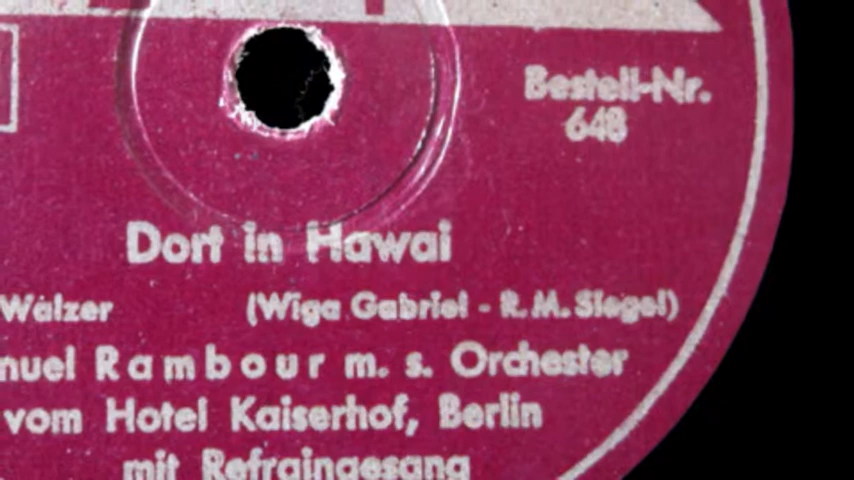 Bestell-Nr.
648
Dort in Hawai
Walzer (Wiga Gabriel - R. M. Siegel)
nuel Rambour m. s. Orchester
vom Hotel Kaiserhof, Berlin
mit Refraingesang